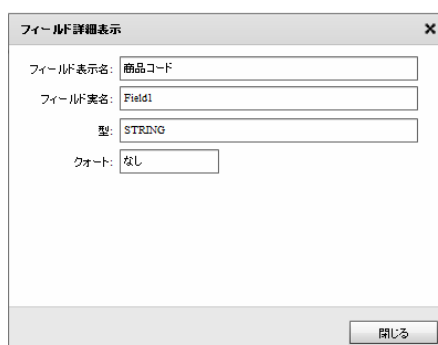 フィールド詳細表示
フィールド表示名: 商品コード
フィールド実名: Field1
型: STRING
クォート: なし
閉じる